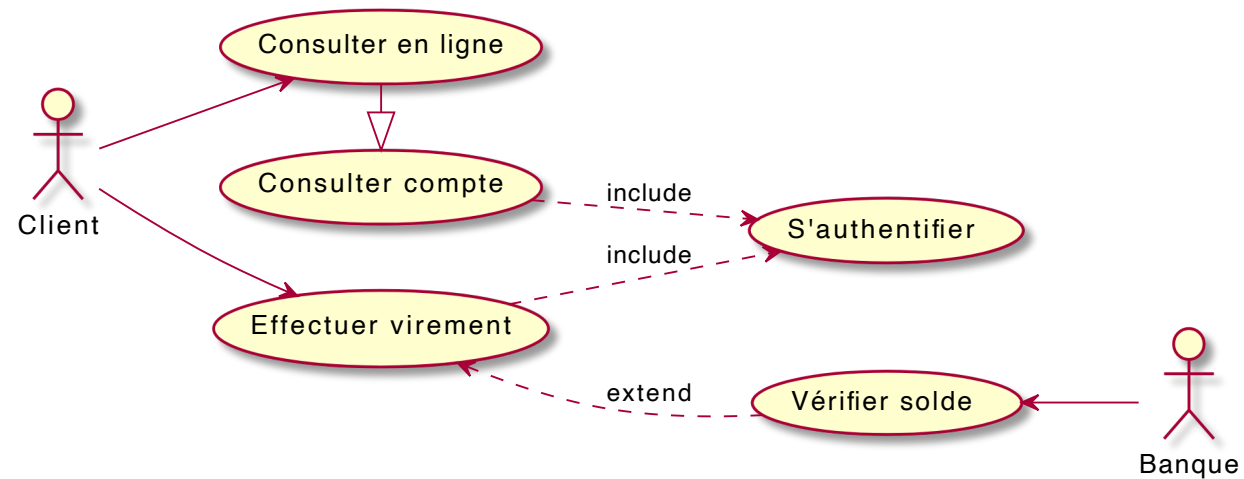 Consulter en ligne
Client
Consulter compte
include
S'authentifier
include
Effectuer virement
extend
Vérifier solde
Banque